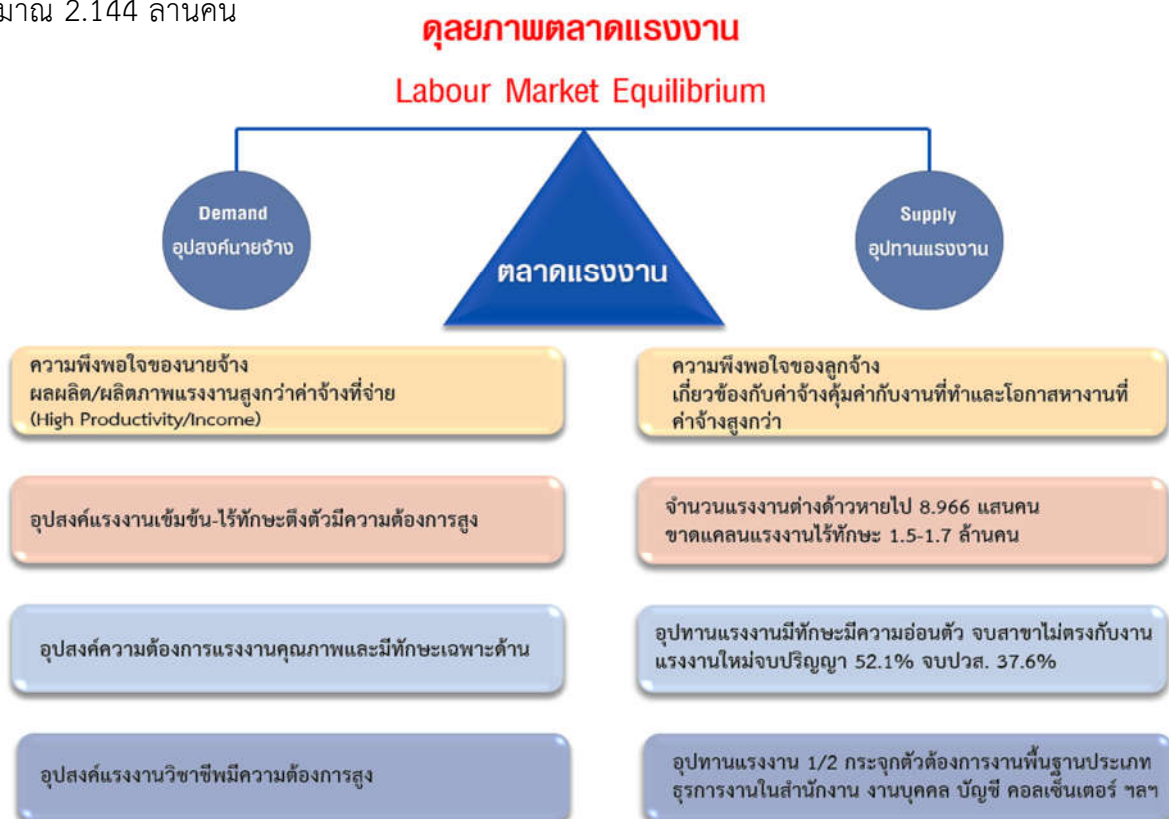 มาณ 2.144 ลานคน
ดุลยภาพตลาดแรงงาน
Labour Market Equilibrium
Demand
อุปสงค์นายจ้าง
Supply
อุปทานแรงงาน
ตลาดแรงงาน
ความพึงพอใจของนายจ้าง
ผลผลิต/ผลิตภาพแรงงานสูงกว่าค่าจ้างที่จ่าย
(High Productivity/Income)
ความพึงพอใจของลูกจ้าง
เกี่ยวข้องกับค่าจ้างคุ้มค่ากับงานที่ทำและโอกาสหางานที่
ค่าจ้างสูงกว่า
อุปสงค์แรงงานเข้มข้น-ไร้ทักษะตึงตัวมีความต้องการสูง
จำนวนแรงงานต่างด้าวหายไป 8.966 แสนคน
ขาดแคลนแรงงานไร้ทักษะ 1.5-1.7 ล้านคน
อุปสงค์ความต้องการแรงงานคุณภาพและมีทักษะเฉพาะด้าน
อุปทานแรงงานมีทักษะมีความอ่อนตัว จบสาขาไม่ตรงกับงาน
แรงงานใหม่จบปริญญา 52.1% จบปวส. 37.6%
อุปสงค์แรงงานวิชาชีพมีความต้องการสูง
อุปทานแรงงาน 1/2 กระจุกตัวต้องการงานพื้นฐานประเภท
ธุรการงานในสำนักงาน งานบุคคล บัญชี คอลเซ็นเตอร์ ฯลฯ